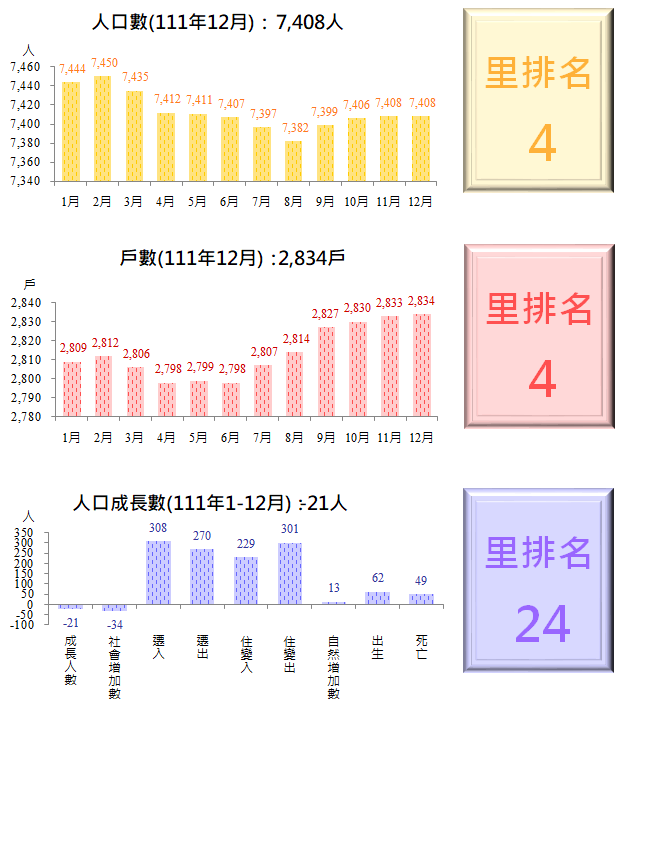 人口數(111年12月)： 7,408人
人
7,460
7,440
7,420
7,400
7,380
7,360
7,340
7,444
7,450
7,435
7,412
7,411
7,407
7,397
7,382
7,399
7,406
7,408
7,408
1月
2月
3月
4月
5月
6月
7月
8月
9月
10月
11月
12月
里排名
4
戶數(111年12月)：2,834戶
戶
2,840
2,830
2,820
2,810
2,800
2,790
2,780
2,809
2,812
2,806
2,798
2,799
2,798
2,807
2,814
2,827
2,830
2,833
2,834
1月
2月
3月
4月
5月
6月
7月
8月
9月
10月
11月
12月
里排名
4
人口成長數(111年1-12月)：-21人
人
350
300
250
200
150
100
50
0
-50
-100
-21
-34
308
270
229
301
13
62
49
成長人數
社會增加數
遷入
遷出
住變入
住變出
自然增加數
出生
死亡
里排名
24